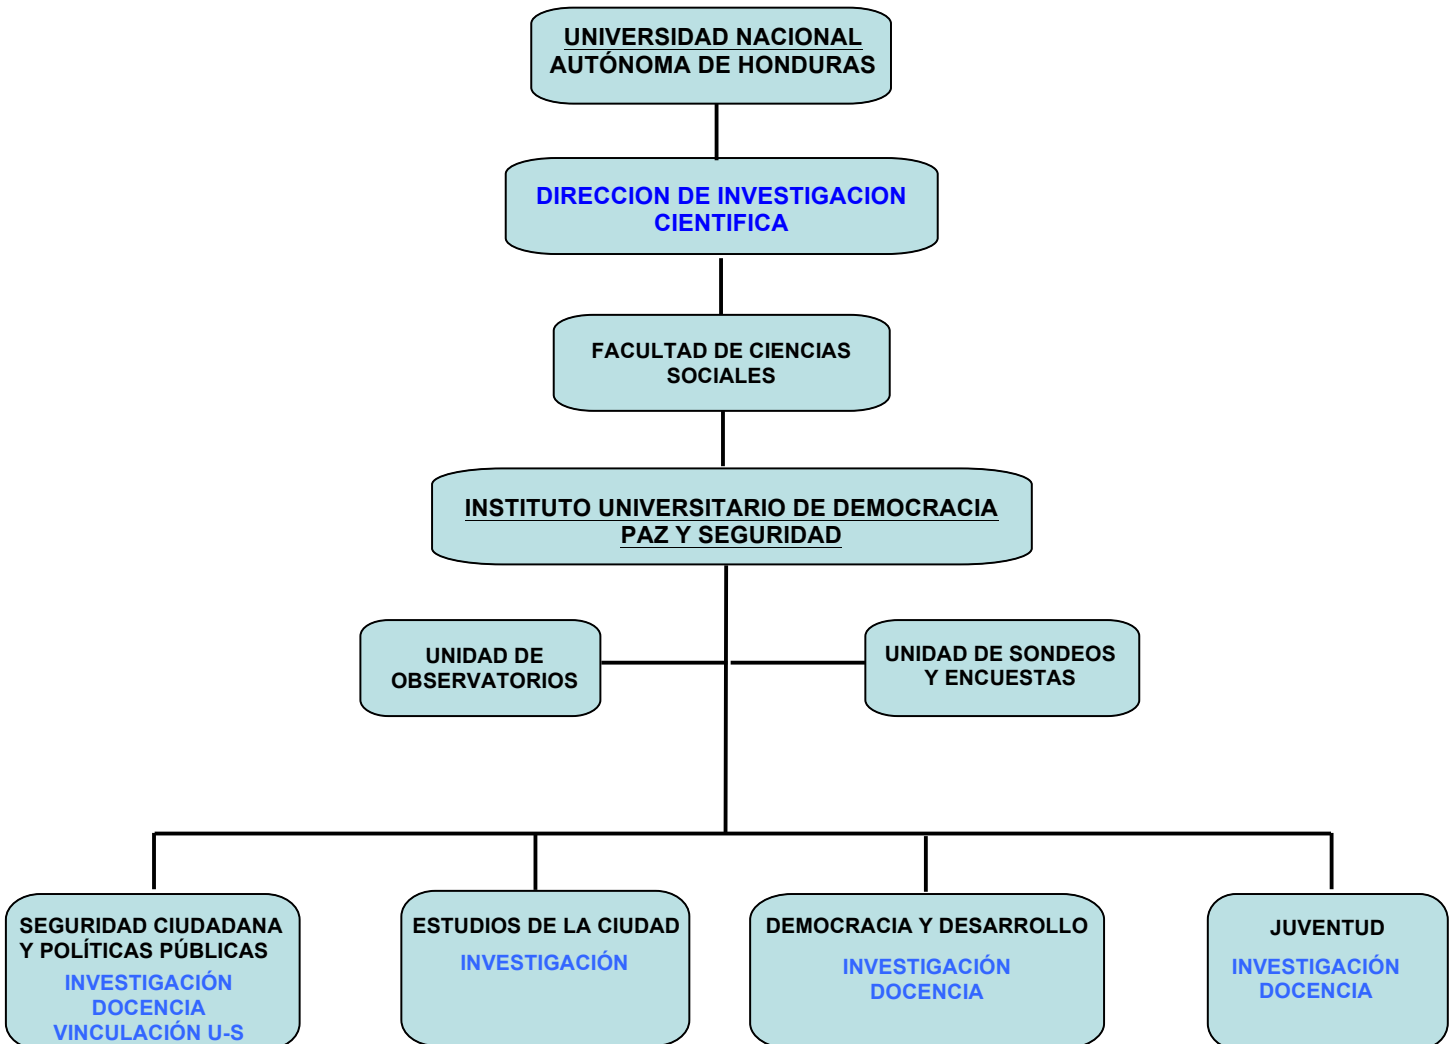 UNIVERSIDAD NACIONAL
AUTÓNOMA DE HONDURAS
DIRECCION DE INVESTIGACION
CIENTIFICA
FACULTAD DE CIENCIAS
SOCIALES
INSTITUTO UNIVERSITARIO DE DEMOCRACIA
PAZ Y SEGURIDAD
UNIDAD DE
OBSERVATORIOS
UNIDAD DE SONDEOS
Y ENCUESTAS
SEGURIDAD CIUDADANA
Y POLÍTICAS PÚBLICAS
INVESTIGACIÓN
DOCENCIA
VINCULACIÓN U-S
ESTUDIOS DE LA CIUDAD
INVESTIGACIÓN
DEMOCRACIA Y DESARROLLO
INVESTIGACIÓN
DOCENCIA
JUVENTUD
INVESTIGACIÓN
DOCENCIA